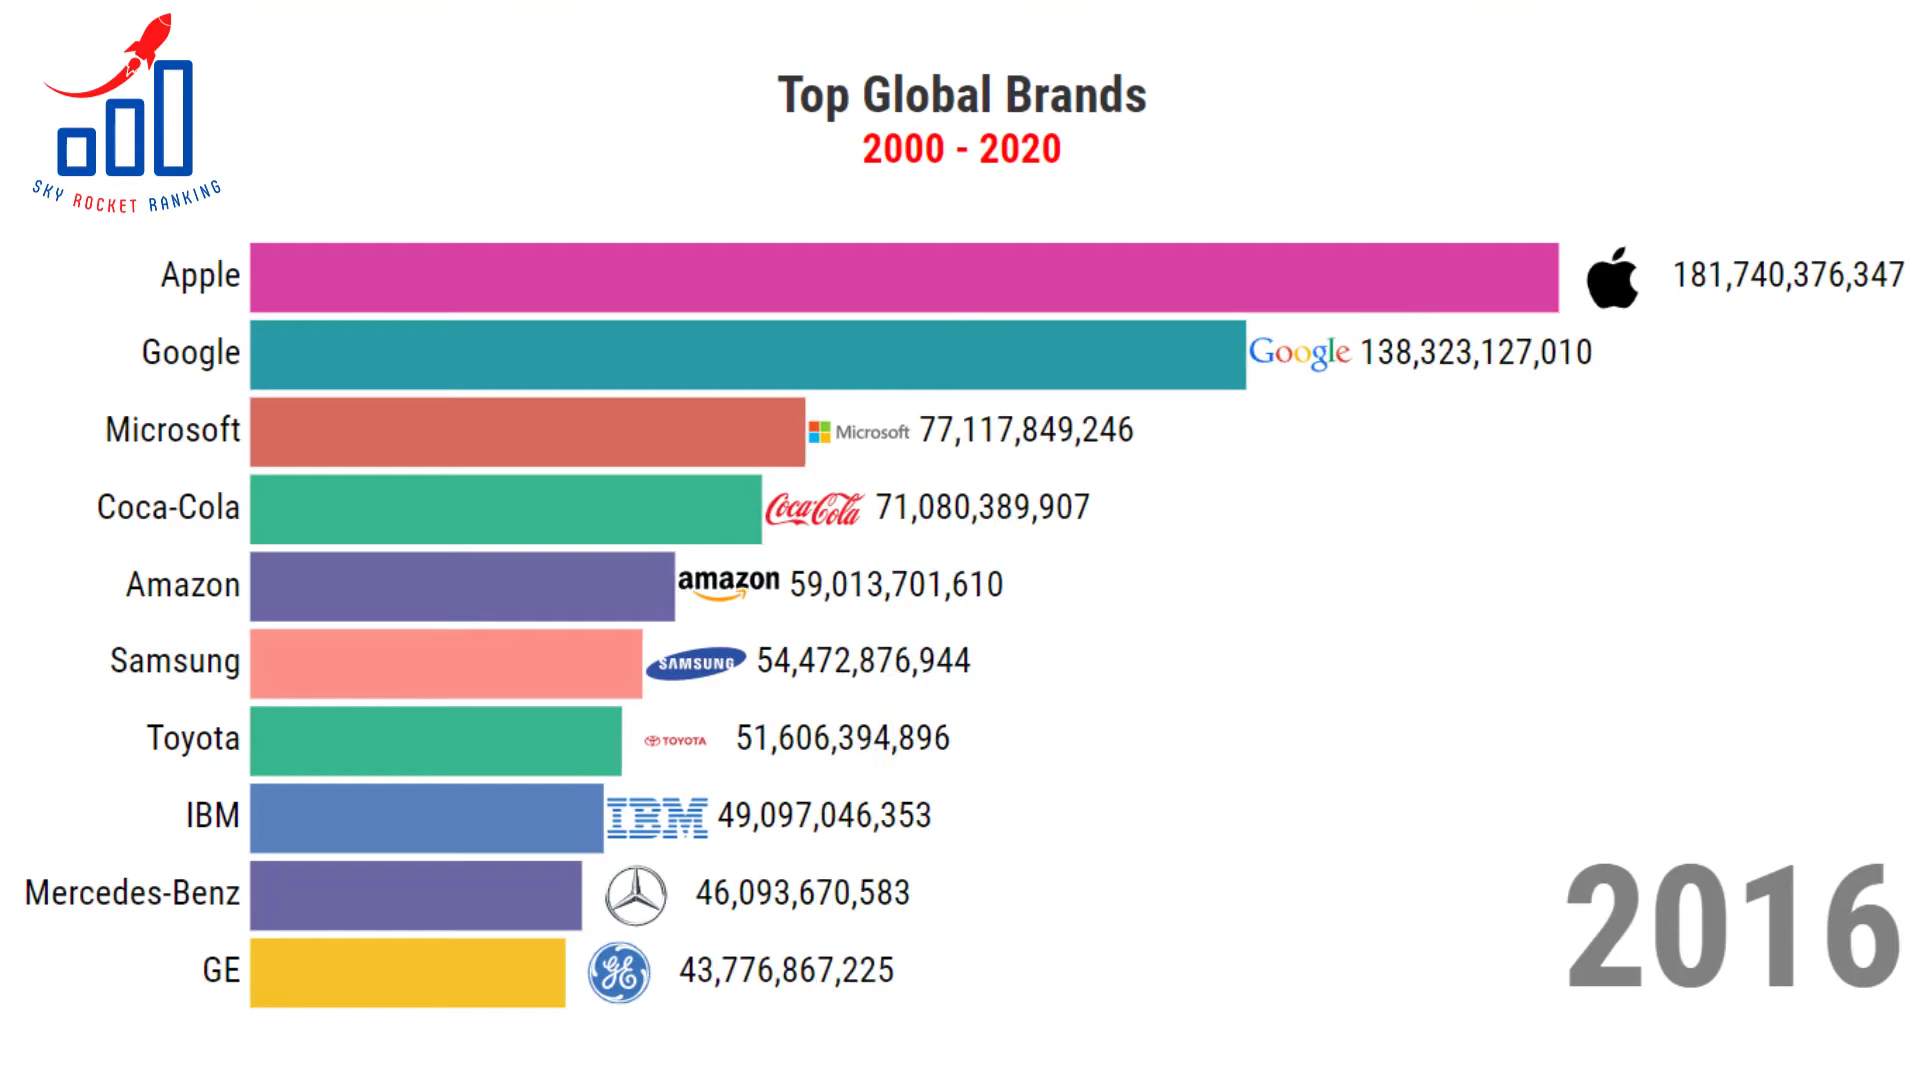 SKY ROCKET RANKING
Top Global Brands
2000 - 2020
Apple 181,740,376,347
Google Google 138,323,127,010
Microsoft Microsoft 77,117,849,246
Coca-Cola Coca-Cola 71,080,389,907
Amazon amazon 59,013,701,610
Samsung SAMSUNG 54,472,876,944
Toyota TOYOTA 51,606,394,896
IBM IBM 49,097,046,353
Mercedes-Benz 46,093,670,583
GE GE 43,776,867,225
2016